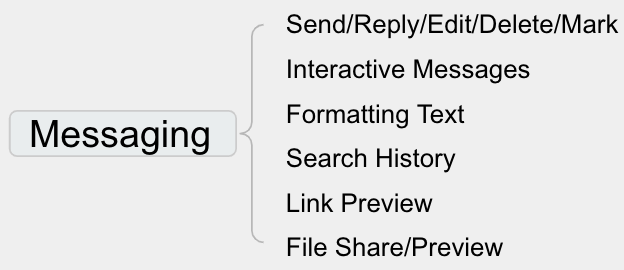 Messaging
Send/Reply/Edit/Delete/Mark
Interactive Messages
Formatting Text
Search History
Link Preview
File Share/Preview